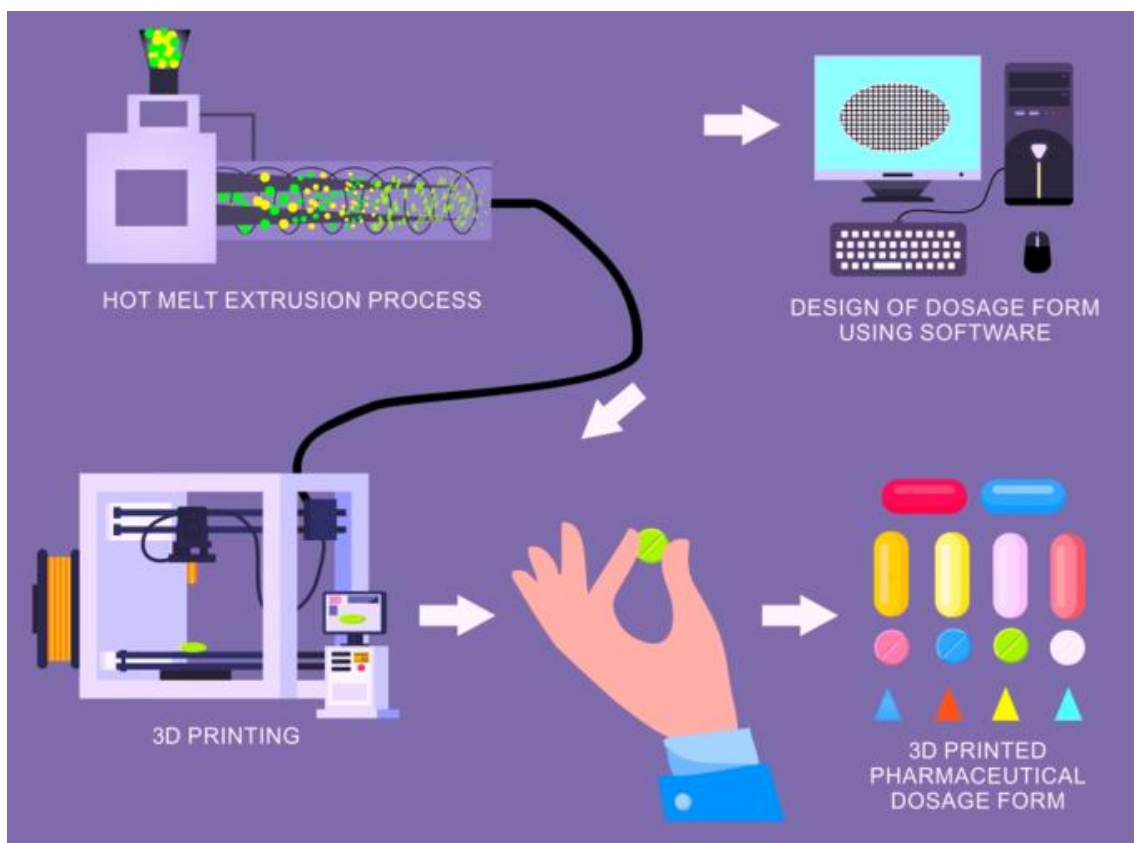 HOT MELT EXTRUSION PROCESS
DESIGN OF DOSAGE FORM
USING SOFTWARE
3D PRINTING
3D PRINTED
PHARMACEUTICAL
DOSAGE FORM